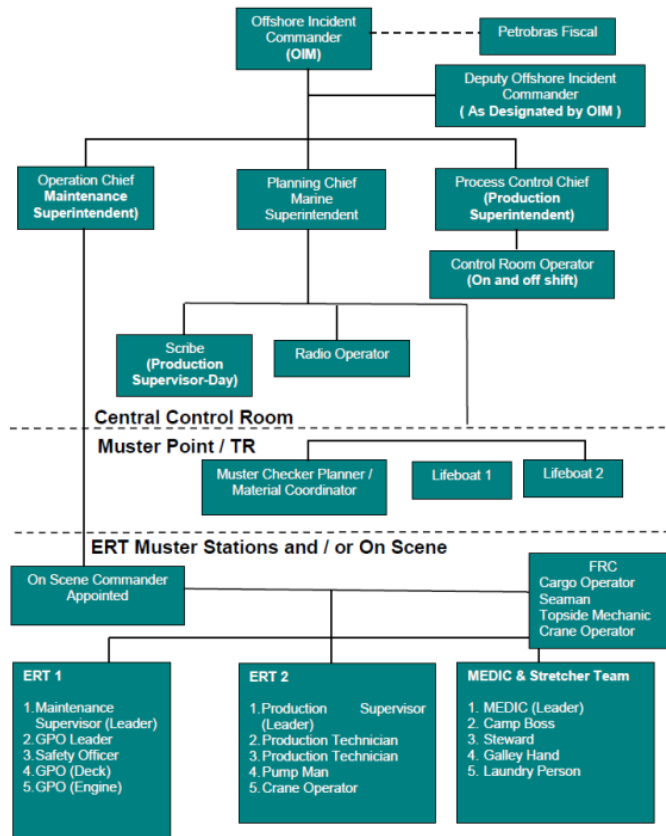 Offshore Incident
Commander
(OIM)
Petrobras Fiscal
Deputy Offshore Incident
Commander
( As Designated by OIM )
Operation Chief
Maintenance
Superintendent)
Planning Chief
Marine
Superintendent
Process Control Chief
(Production
Superintendent)
Control Room Operator
(On and off shift)
Scribe
(Production
Supervisor-Day)
Radio Operator
Central Control Room
Muster Point / TR
Muster Checker Planner /
Material Coordinator
Lifeboat 1
Lifeboat 2
ERT Muster Stations and / or On Scene
On Scene Commander
Appointed
FRC
Cargo Operator
Seaman
Topside Mechanic
Crane Operator
ERT 1
1.Maintenance
Supervisor (Leader)
2.GPO Leader
3.Safety Officer
4.GPO (Deck)
5.GPO (Engine)
ERT 2
1.Production Supervisor
(Leader)
2.Production Technician
3.Production Technician
4.Pump Man
5.Crane Operator
MEDIC & Stretcher Team
1. MEDIC (Leader)
2. Camp Boss
3. Steward
4. Galley Hand
5. Laundry Person